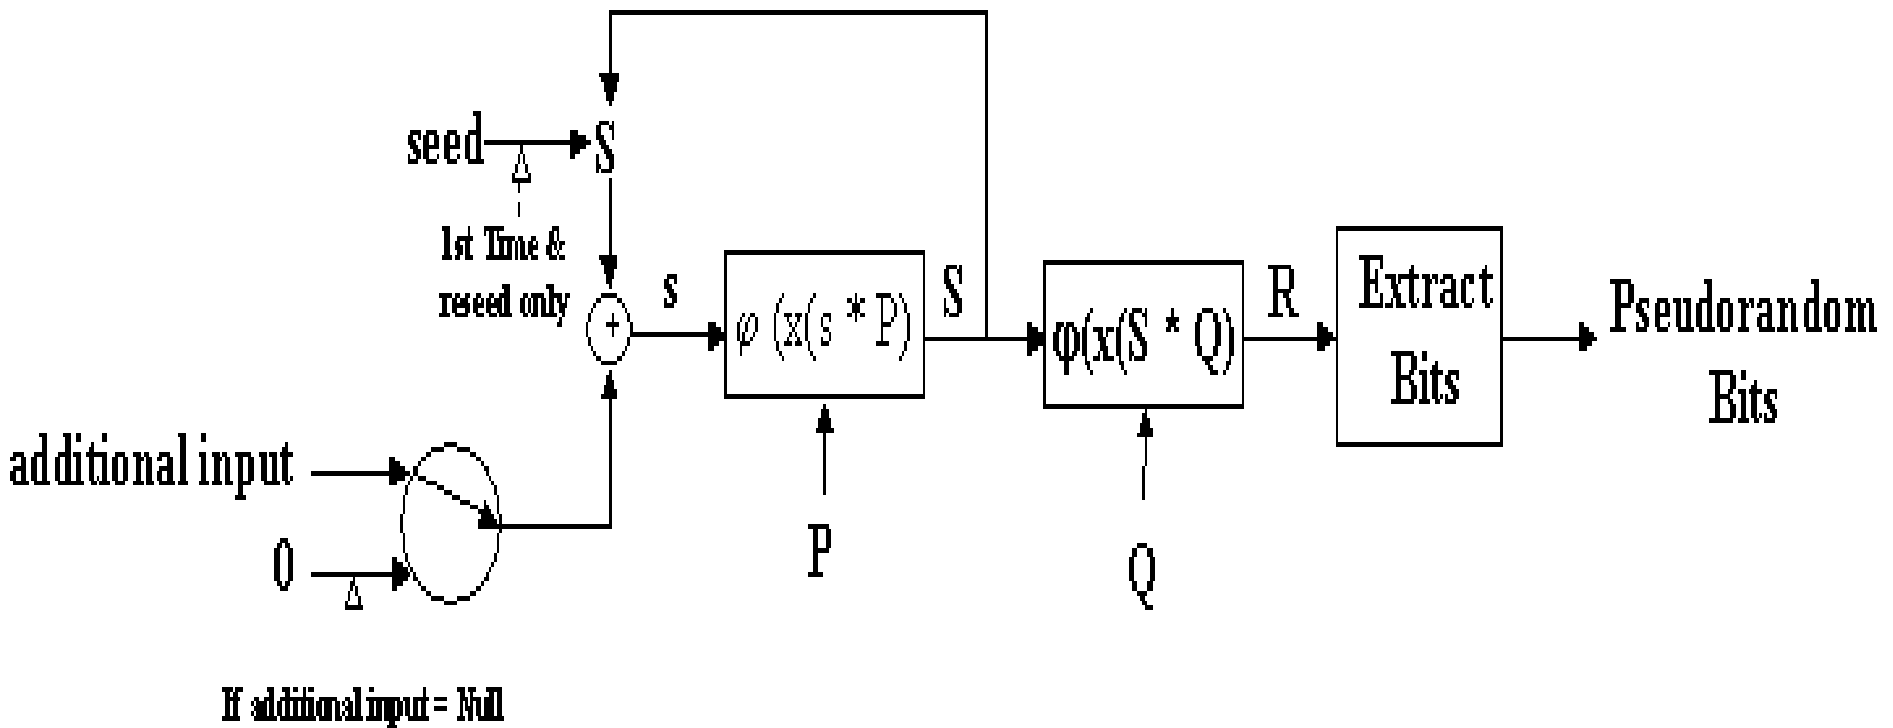 seed
S
1st Time &
reseed only
+
s
φ (x(s * P)
S
φ(x(S * Q)
R
Extract
Bits
Pseudorandom
Bits
additional input
0
P
Q
If additional input = Null